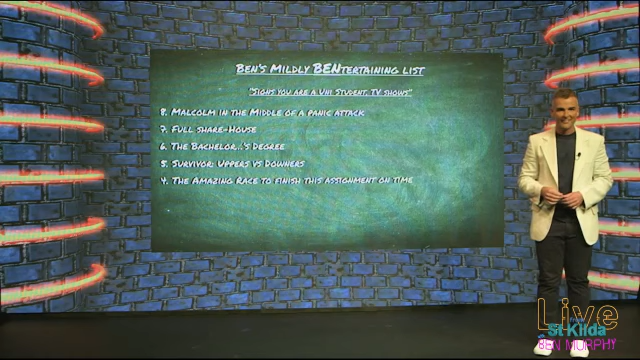 Ben's Mildly BENtertaining List
"Signs you are a Uni Student, TV shows"
8. Malcolm in the Middle of a panic attack
7. Full share-House
6. The Bachelor...'s Degree
5. Survivor: Uppers vs Downers
4. The Amazing Race to finish this assignment on time
Live
from
St Kilda
BEN MURPHY